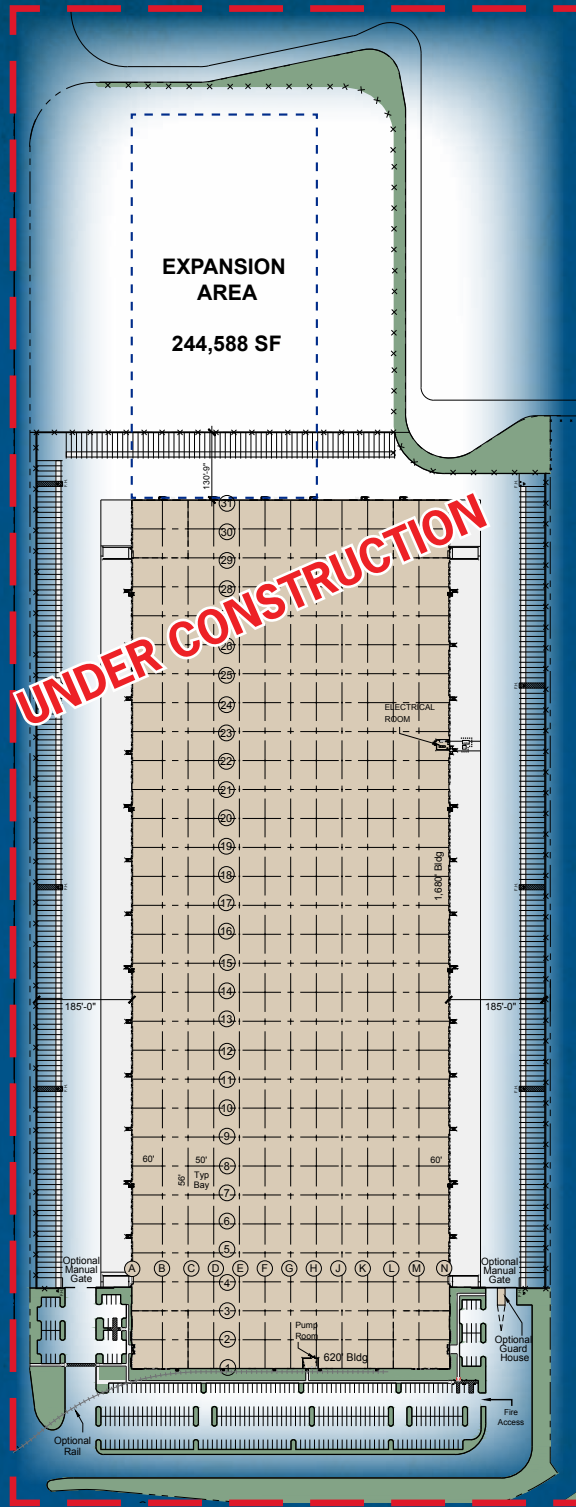 EXPANSION
AREA
244,588 SF
130'-9"
31
30
29
28
UNDER CONSTRUCTION
26
25
24
ELECTRICAL
ROOM
23
22
21
20
19
18
1,680' Bldg
17
16
15
14
185'-0"
185'-0"
13
12
11
10
9
60'
50'
60'
8
Typ
Bay
56'
7
6
5
Optional
Manual
Gate
A
B
C
D
E
F
G
H
J
K
L
M
N
Optional
Manual
Gate
4
3
2
Pump
Room
620' Bldg
1
Optional
Guard
House
Fire
Access
Optional
Rail